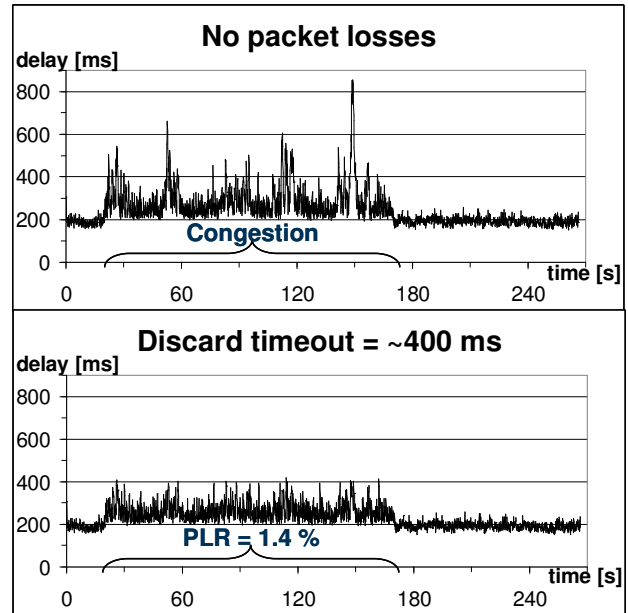 No packet losses
delay [ms]
800
600
400
200
0
Congestion
time [s]
0 60 120 180 240
Discard timeout = ~400 ms
delay [ms]
800
600
400
200
0
PLR = 1.4 %
time [s]
0 60 120 180 240